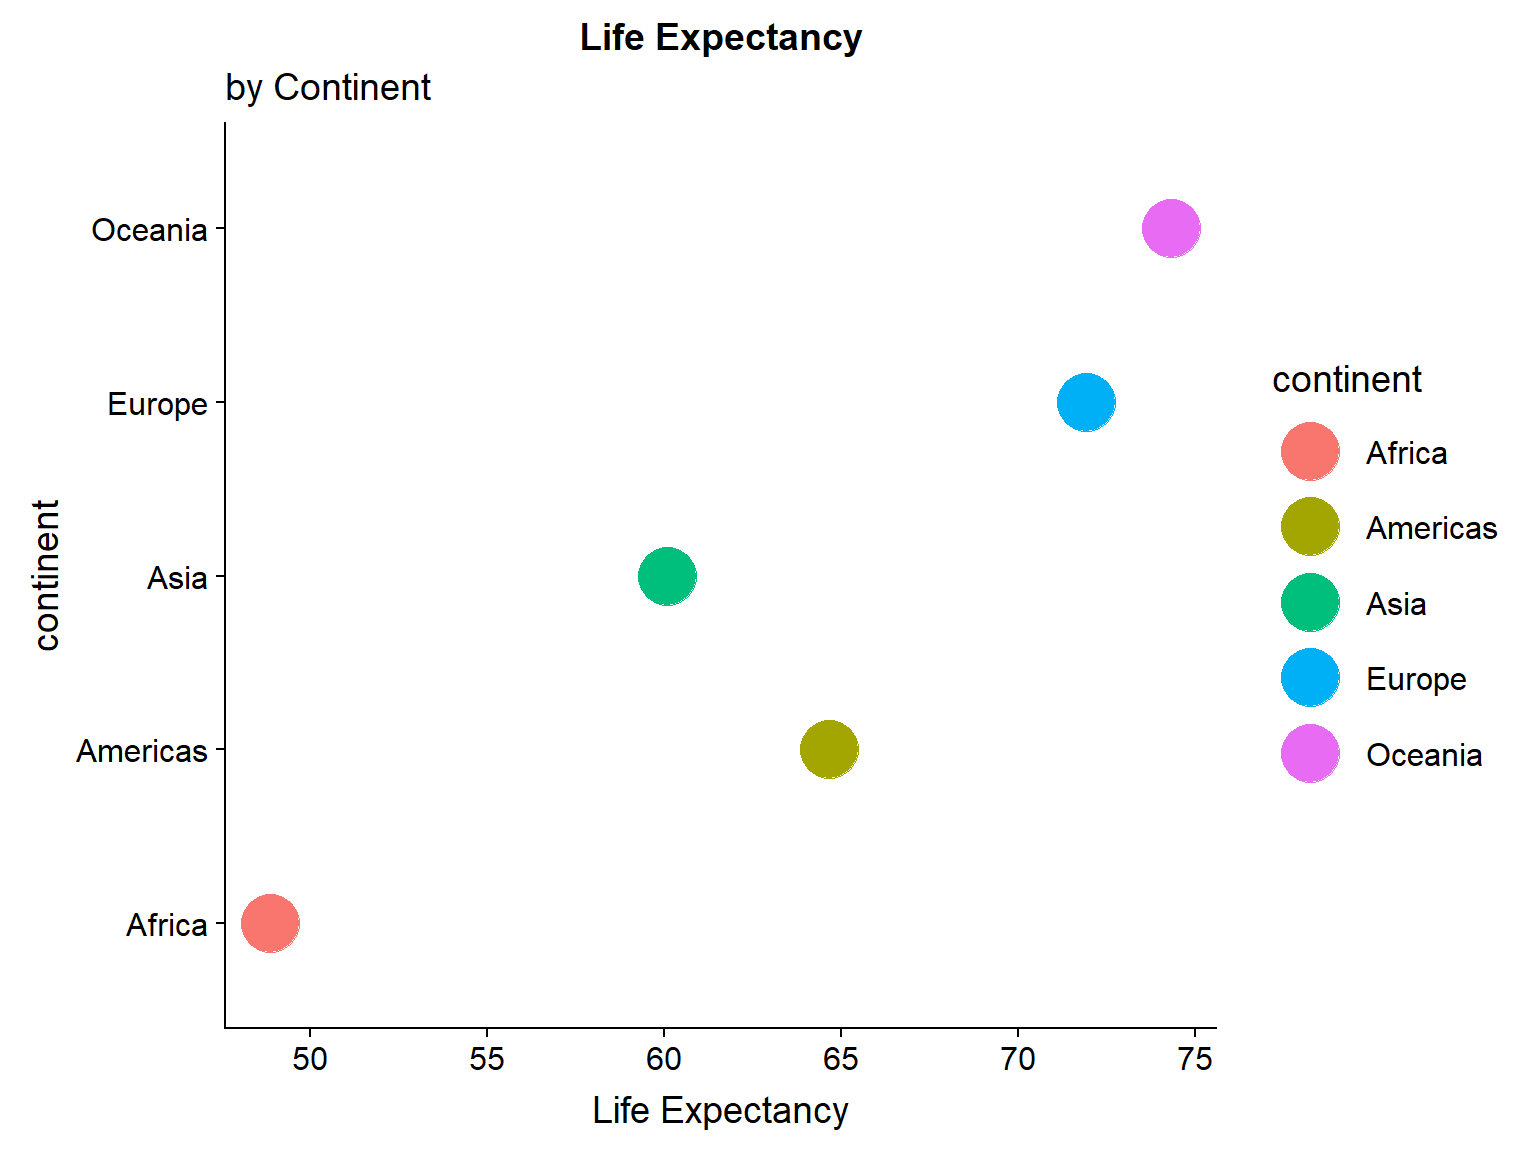 Life Expectancy
by Continent
Oceania
Europe
Asia
Americas
Africa
continent
50 55 60 65 70 75
Life Expectancy
continent
Africa
Americas
Asia
Europe
Oceania